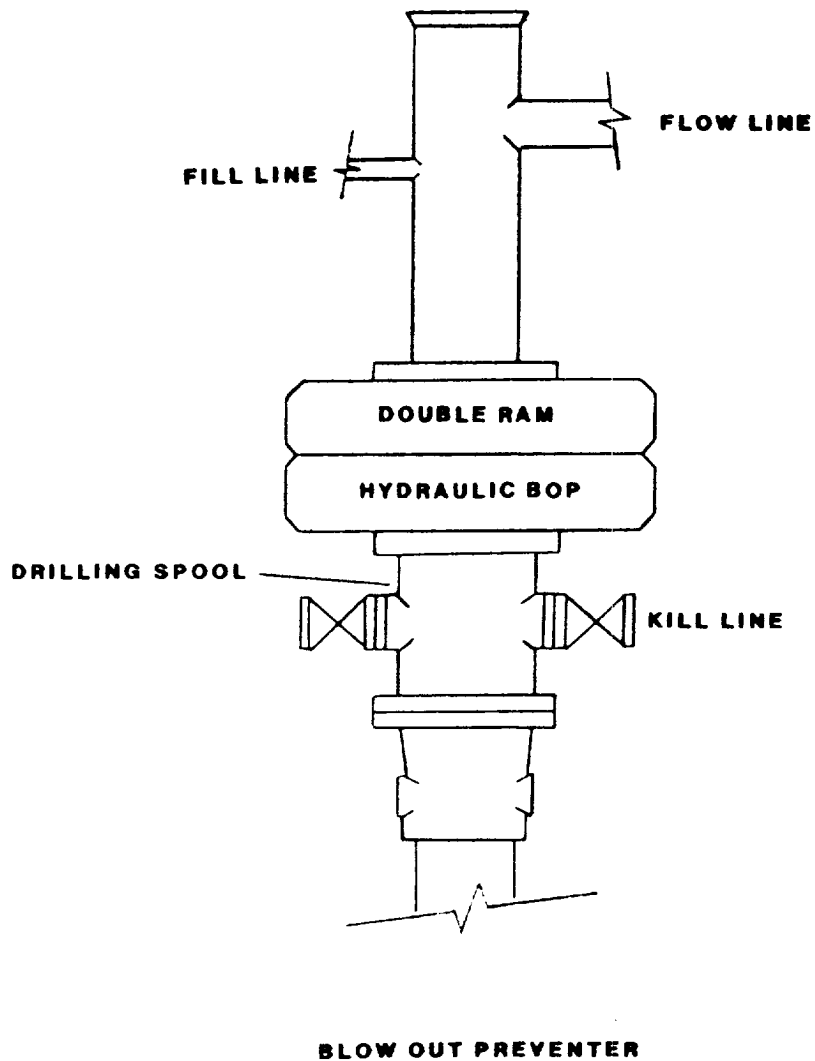 FLOW LINE
FILL LINE
DOUBLE RAM
HYDRAULIC BOP
DRILLING SPOOL
KILL LINE
BLOW OUT PREVENTER